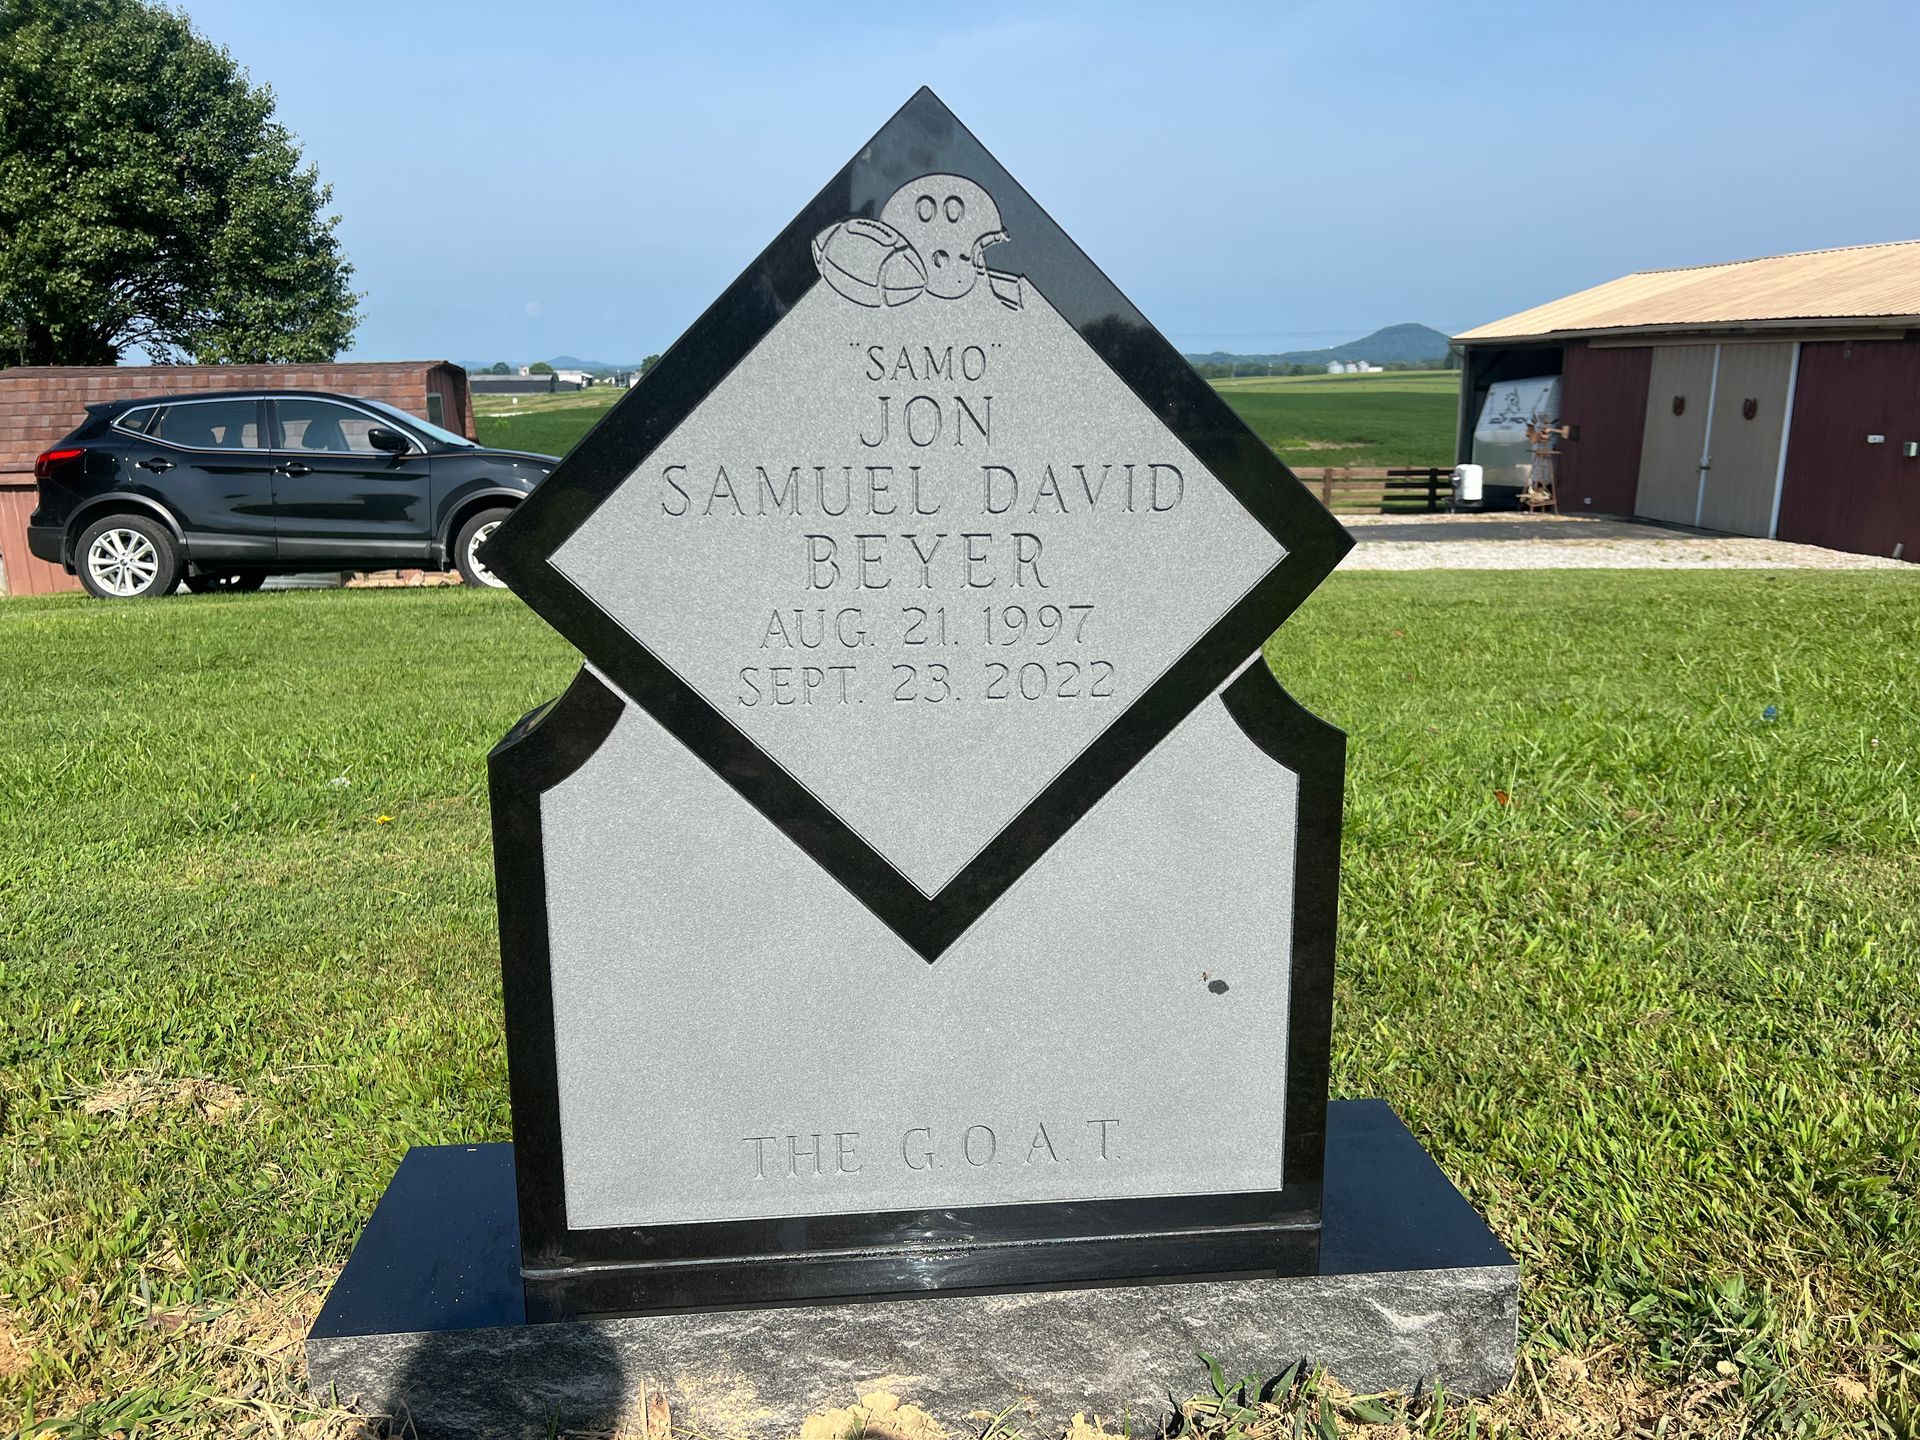 "SAMO"
JON
SAMUEL DAVID
BEYER
AUG. 21. 1997
SEPT. 23. 2022
THE G.O.A.T.